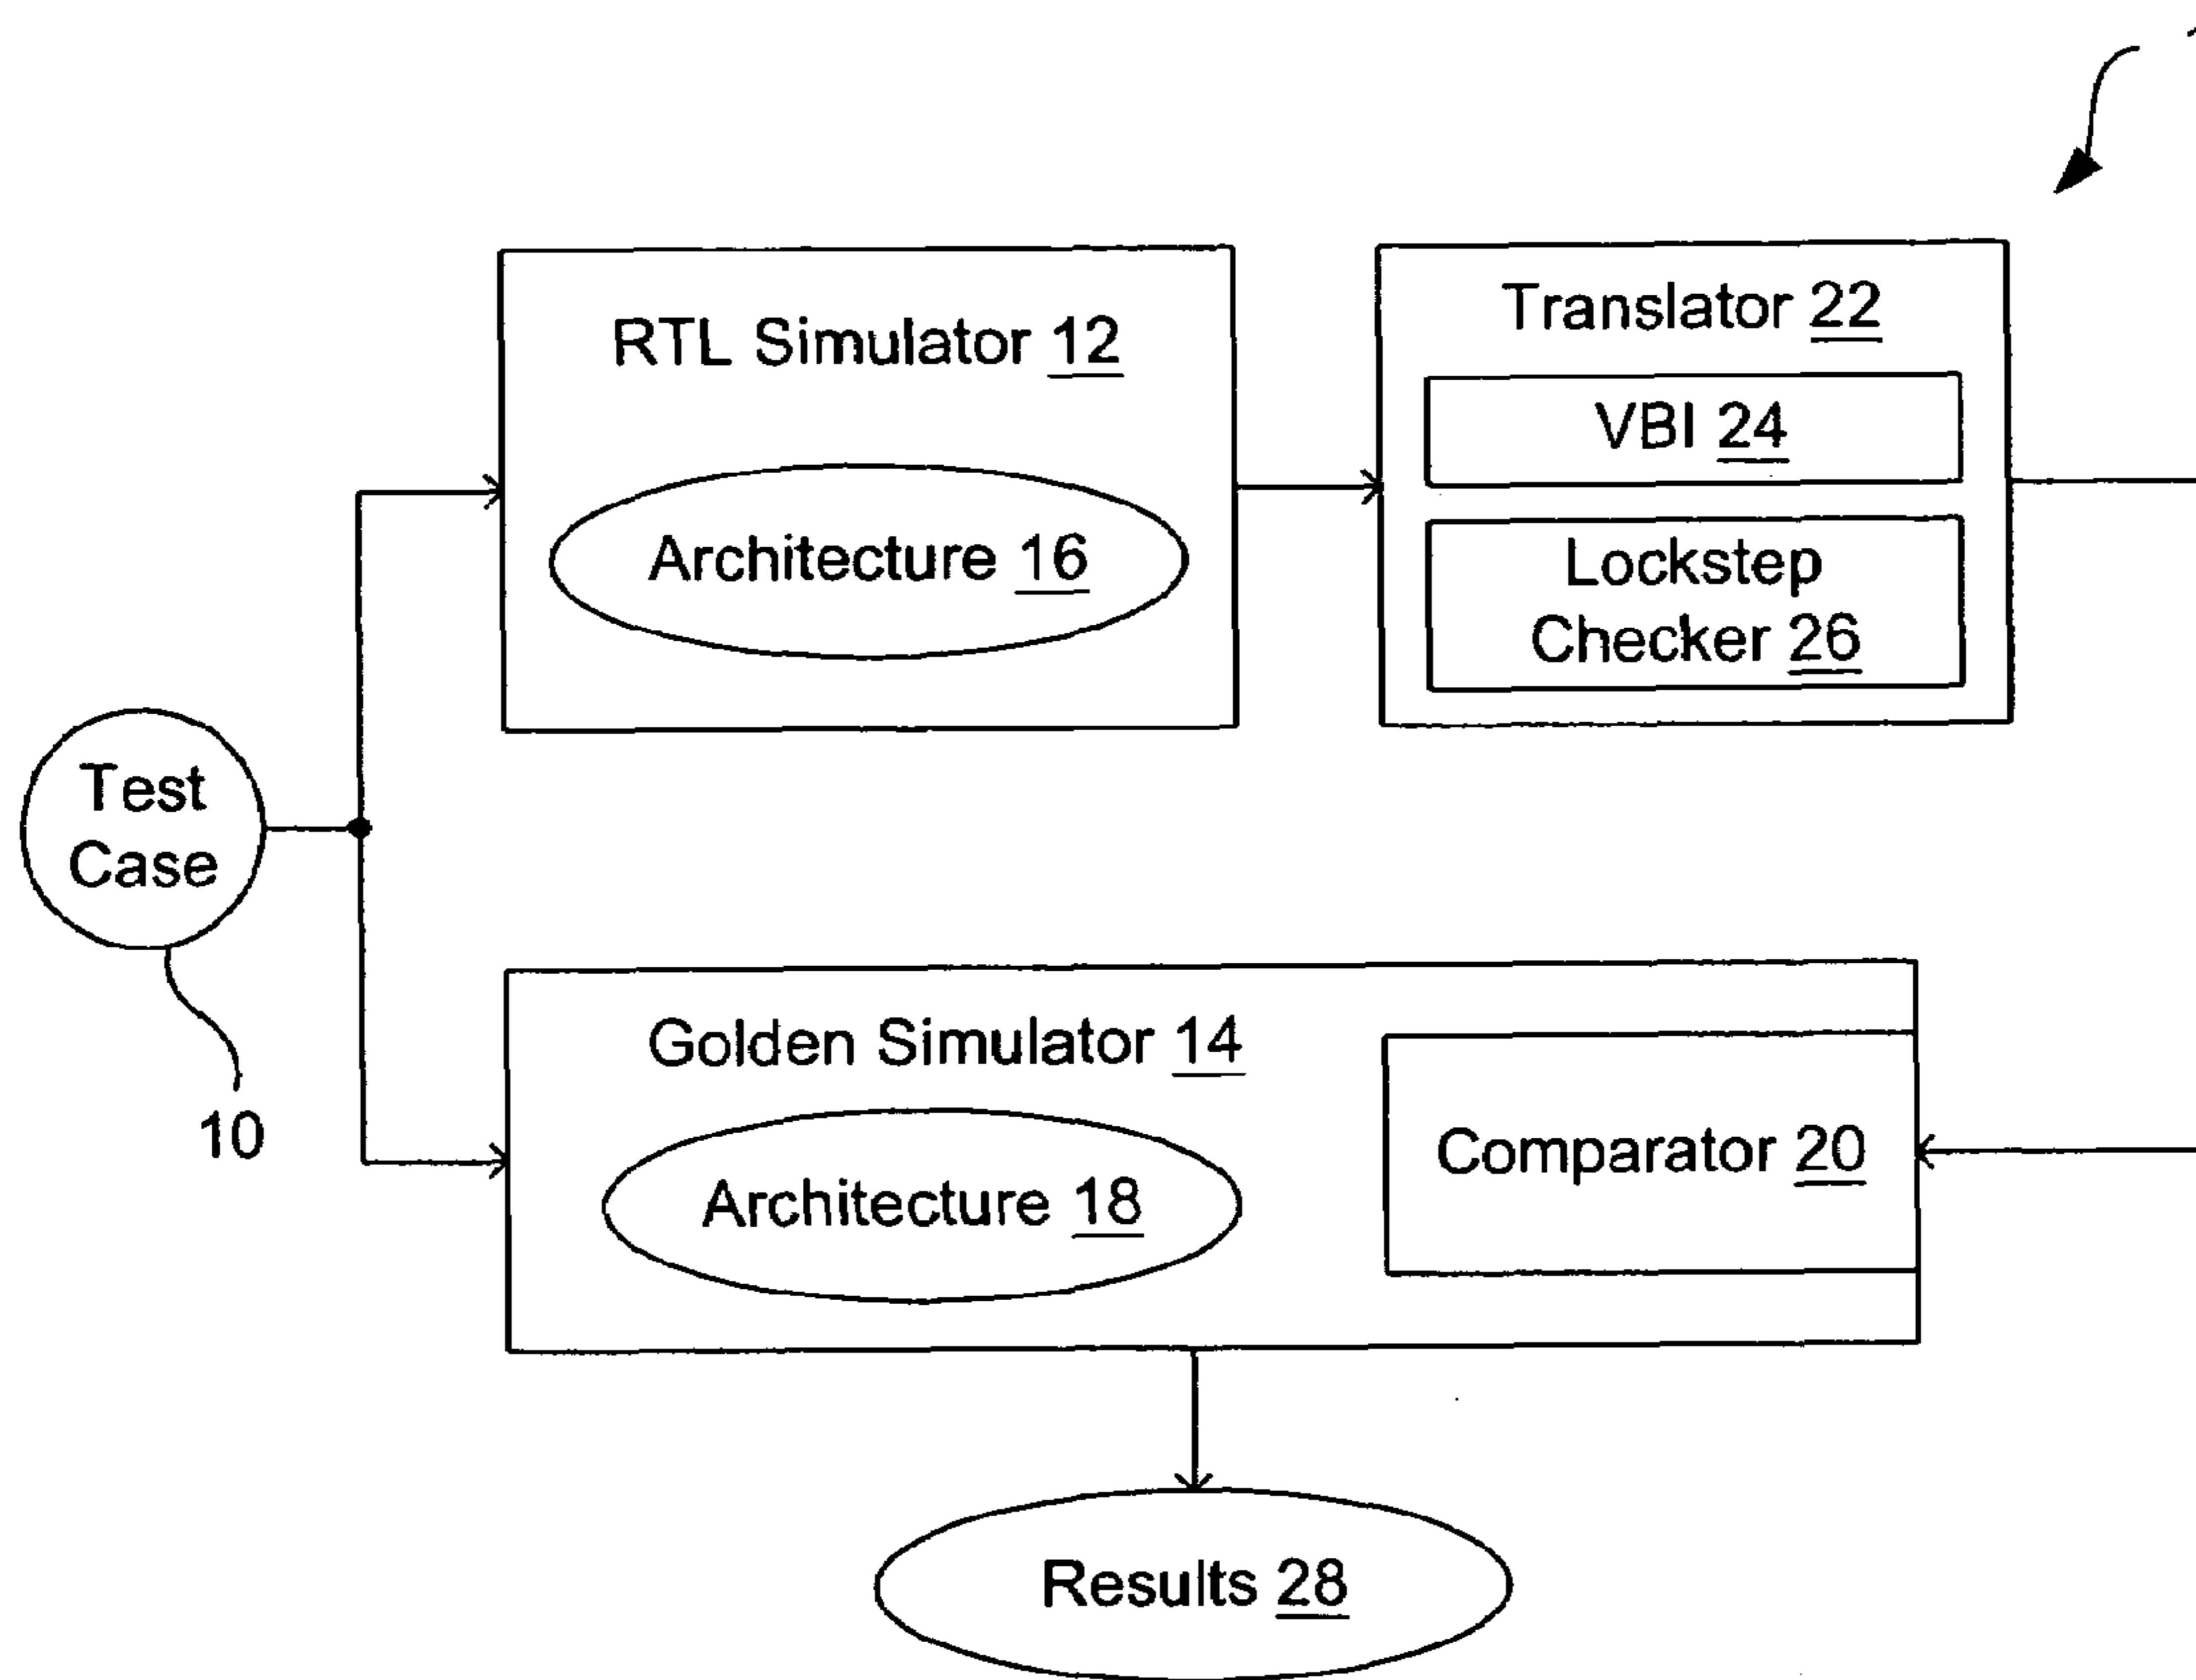 RTL Simulator 12
Architecture 16
Translator 22
VBI 24
Lockstep
Checker 26
Test
Case
10
Golden Simulator 14
Architecture 18
Comparator 20
Results 28